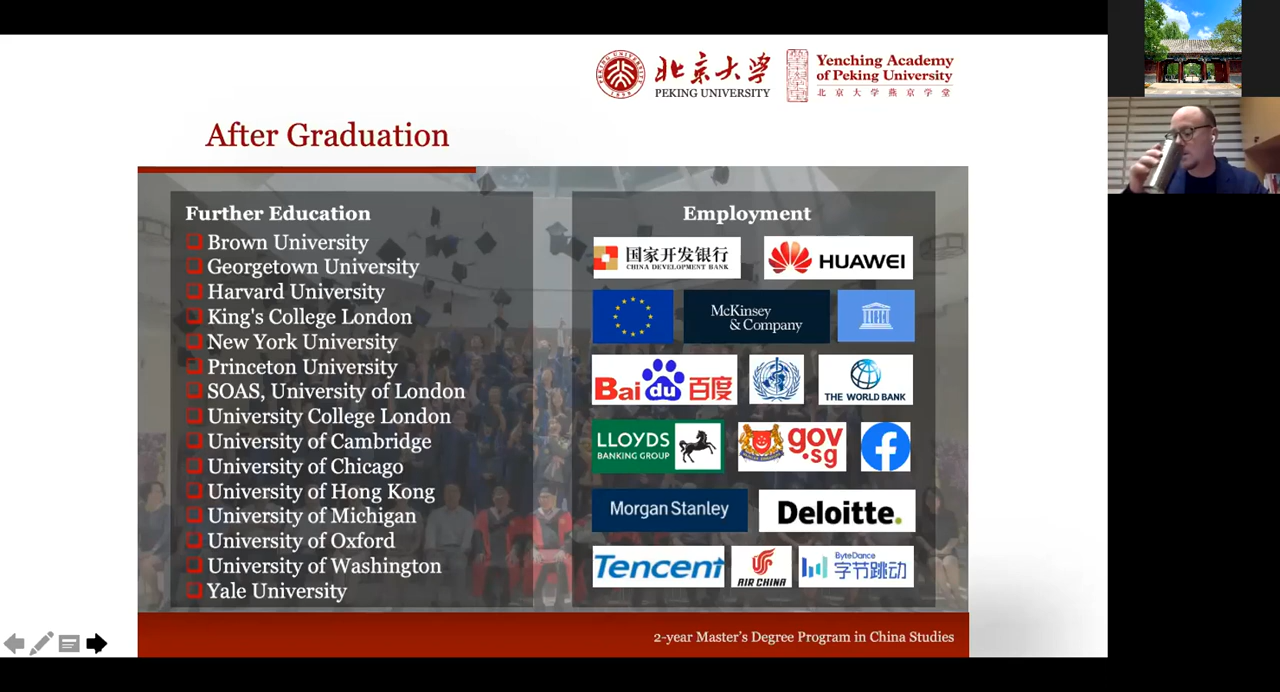 北京大学
PEKING UNIVERSITY
Yenching Academy
of Peking University
北京大学燕京学堂
After Graduation
Further Education
Brown University
Georgetown University
Harvard University
King's College London
New York University
Princeton University
SOAS, University of London
University College London
University of Cambridge
University of Chicago
University of Hong Kong
University of Michigan
University of Oxford
University of Washington
Yale University
Employment
国家开发银行
CHINA DEVELOPMENT BANK
HUAWEI
McKinsey
& Company
Baidu百度
THE WORLD BANK
LLOYDS
BANKING GROUP
gov.
sg
Morgan Stanley
Deloitte.
Tencent
AIR CHINA
ByteDance
字节跳动
2-year Master's Degree Program in China Studies